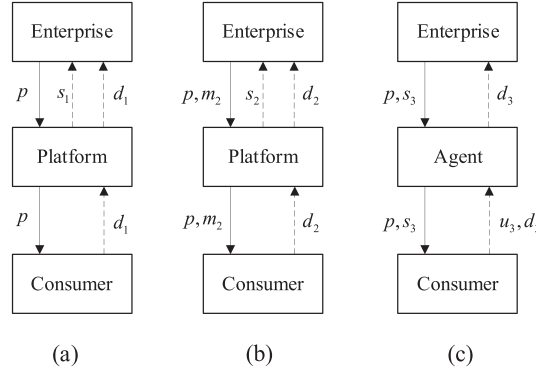 Enterprise Enterprise Enterprise
p s₁ d₁ p, m₂ s₂ d₂ p, s₃ d₃
Platform Platform Agent
p d₁ p, m₂ d₂ p, s₃ u₃, d
Consumer Consumer Consumer
(a) (b) (c)